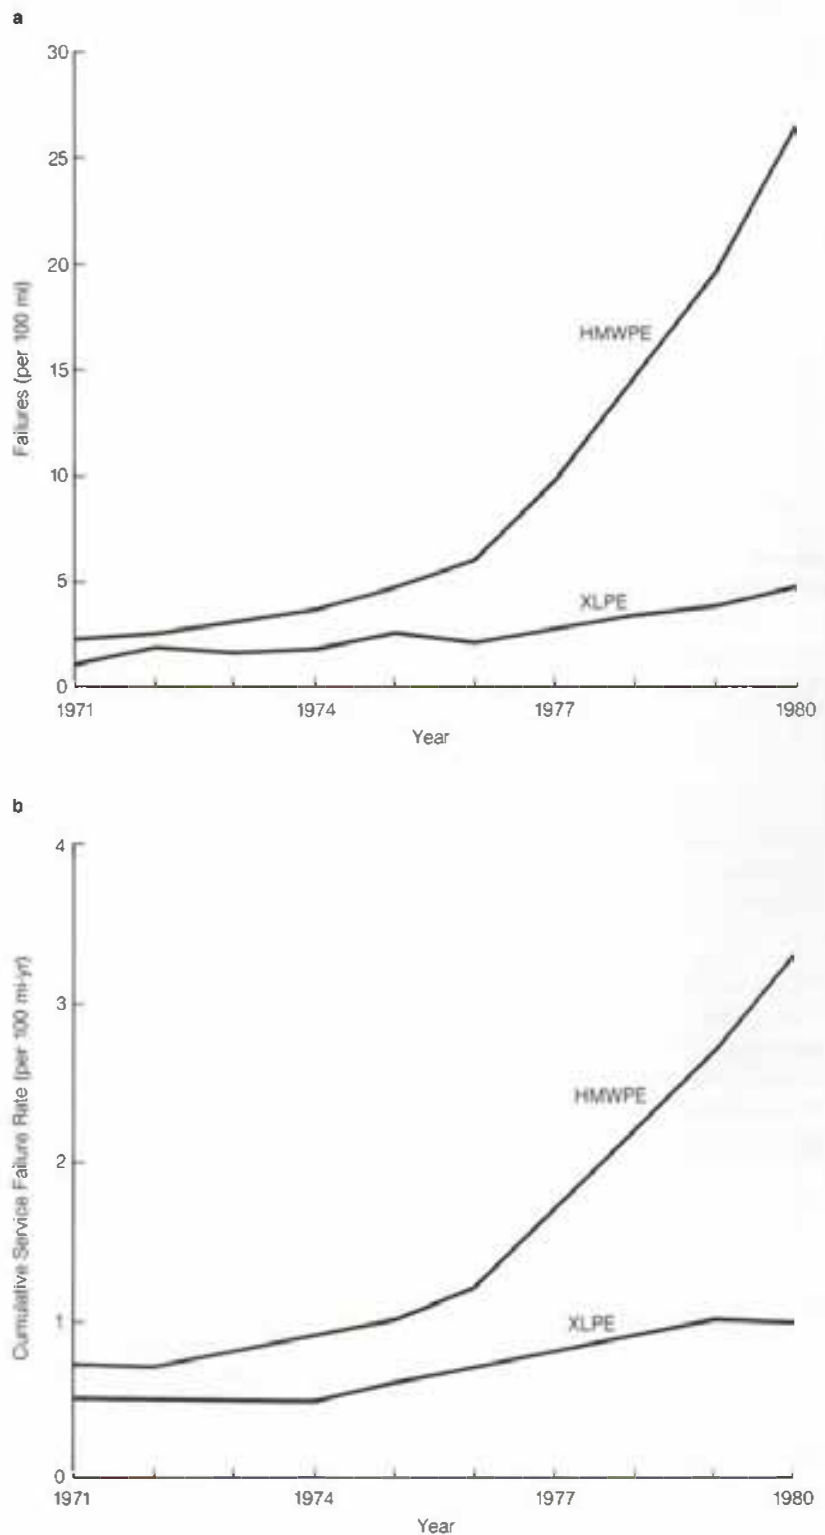 a
30
25
20
15
10
5
0
Failures (per 100 mi)
HMWPE
XLPE
1971
1974
1977
1980
Year
b
4
3
2
1
0
Cumulative Service Failure Rate (per 100 mi-yr)
HMWPE
XLPE
1971
1974
1977
1980
Year